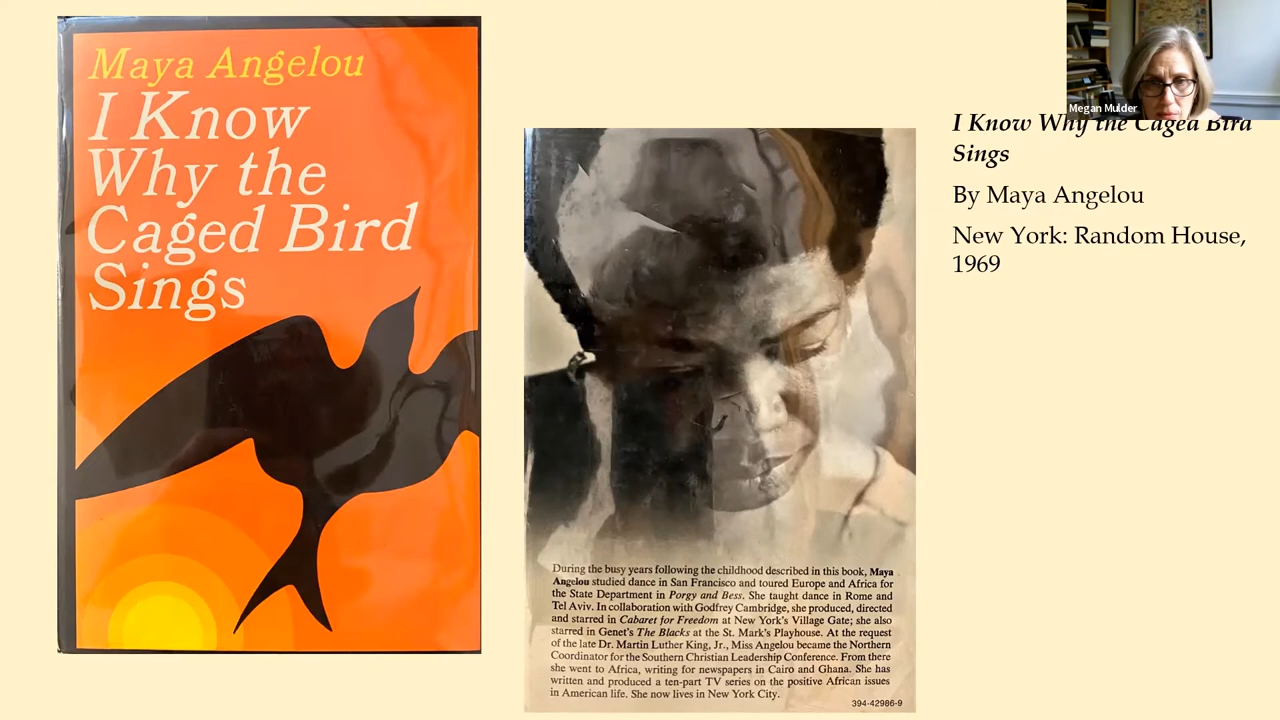 Maya Angelou
I Know
Why the
Caged Bird
Sings
During the busy years following the childhood described in this book, Maya
Angelou studied dance in San Francisco and toured Europe and Africa for
the State Department in Porgy and Bess. She taught dance in Rome and
Tel Aviv. In collaboration with Godfrey Cambridge, she produced, directed
and starred in Cabaret for Freedom at New York's Village Gate; she also
starred in Genet's The Blacks at the St. Mark's Playhouse. At the request
of the late Dr. Martin Luther King, Jr., Miss Angelou became the Northern
Coordinator for the Southern Christian Leadership Conference. From there
she went to Africa, writing for newspapers in Cairo and Ghana. She has
written and produced a ten-part TV series on the positive African issues
in American life. She now lives in New York City.
394-42986-9
Megan Mulder
I Know Why the Caged Bird
Sings
By Maya Angelou
New York: Random House,
1969